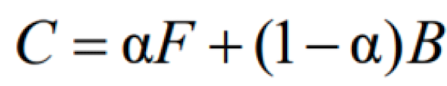 C = αF + (1 − α)B